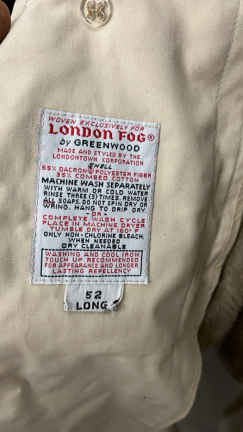 WOVEN EXCLUSIVELY FOR
LONDON FOG®
by GREENWOOD
MADE AND STYLED BY THE
LONDONTOWN CORPORATION
SHELL
65% DACRON® POLYESTER FIBER
35% COMBED COTTON
MACHINE WASH SEPARATELY
WITH WARM OR COLD WATER
RINSE THREE (3) TIMES. REMOVE
ALL SOAPS. DO NOT SPIN DRY OR
WRING. HANG TO DRIP DRY
- OR -
COMPLETE WASH CYCLE
PLACE IN MACHINE DRYER
TUMBLE DRY AT 160° F
ONLY NON-CHLORINE BLEACH
WHEN NEEDED
DRY CLEANABLE
WASHING AND COOL IRON
TOUCH UP RECOMMENDED
FOR APPEARANCE AND LONGER
LASTING REPELLENCY
52
LONG